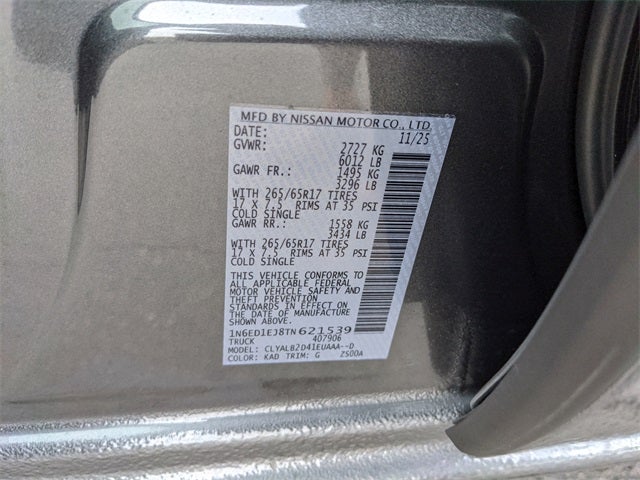 MFD BY NISSAN MOTOR CO., LTD.
DATE: 11/25
GVWR: 2727 KG
6012 LB
GAWR FR.: 1495 KG
3296 LB
WITH 265/65R17 TIRES
17 X 7.5 RIMS AT 35 PSI
COLD SINGLE
GAWR RR.: 1558 KG
3434 LB
WITH 265/65R17 TIRES
17 X 7.5 RIMS AT 35 PSI
COLD SINGLE
THIS VEHICLE CONFORMS TO
ALL APPLICABLE FEDERAL
MOTOR VEHICLE SAFETY AND
THEFT PREVENTION
STANDARDS IN EFFECT ON
THE DATE OF MANUFACTURE
SHOWN ABOVE.
1N6ED1EJ8TN621539
TRUCK 407906
MODEL: CLYALB2D41EUAAA--D
COLOR: KAD TRIM: G 2500A